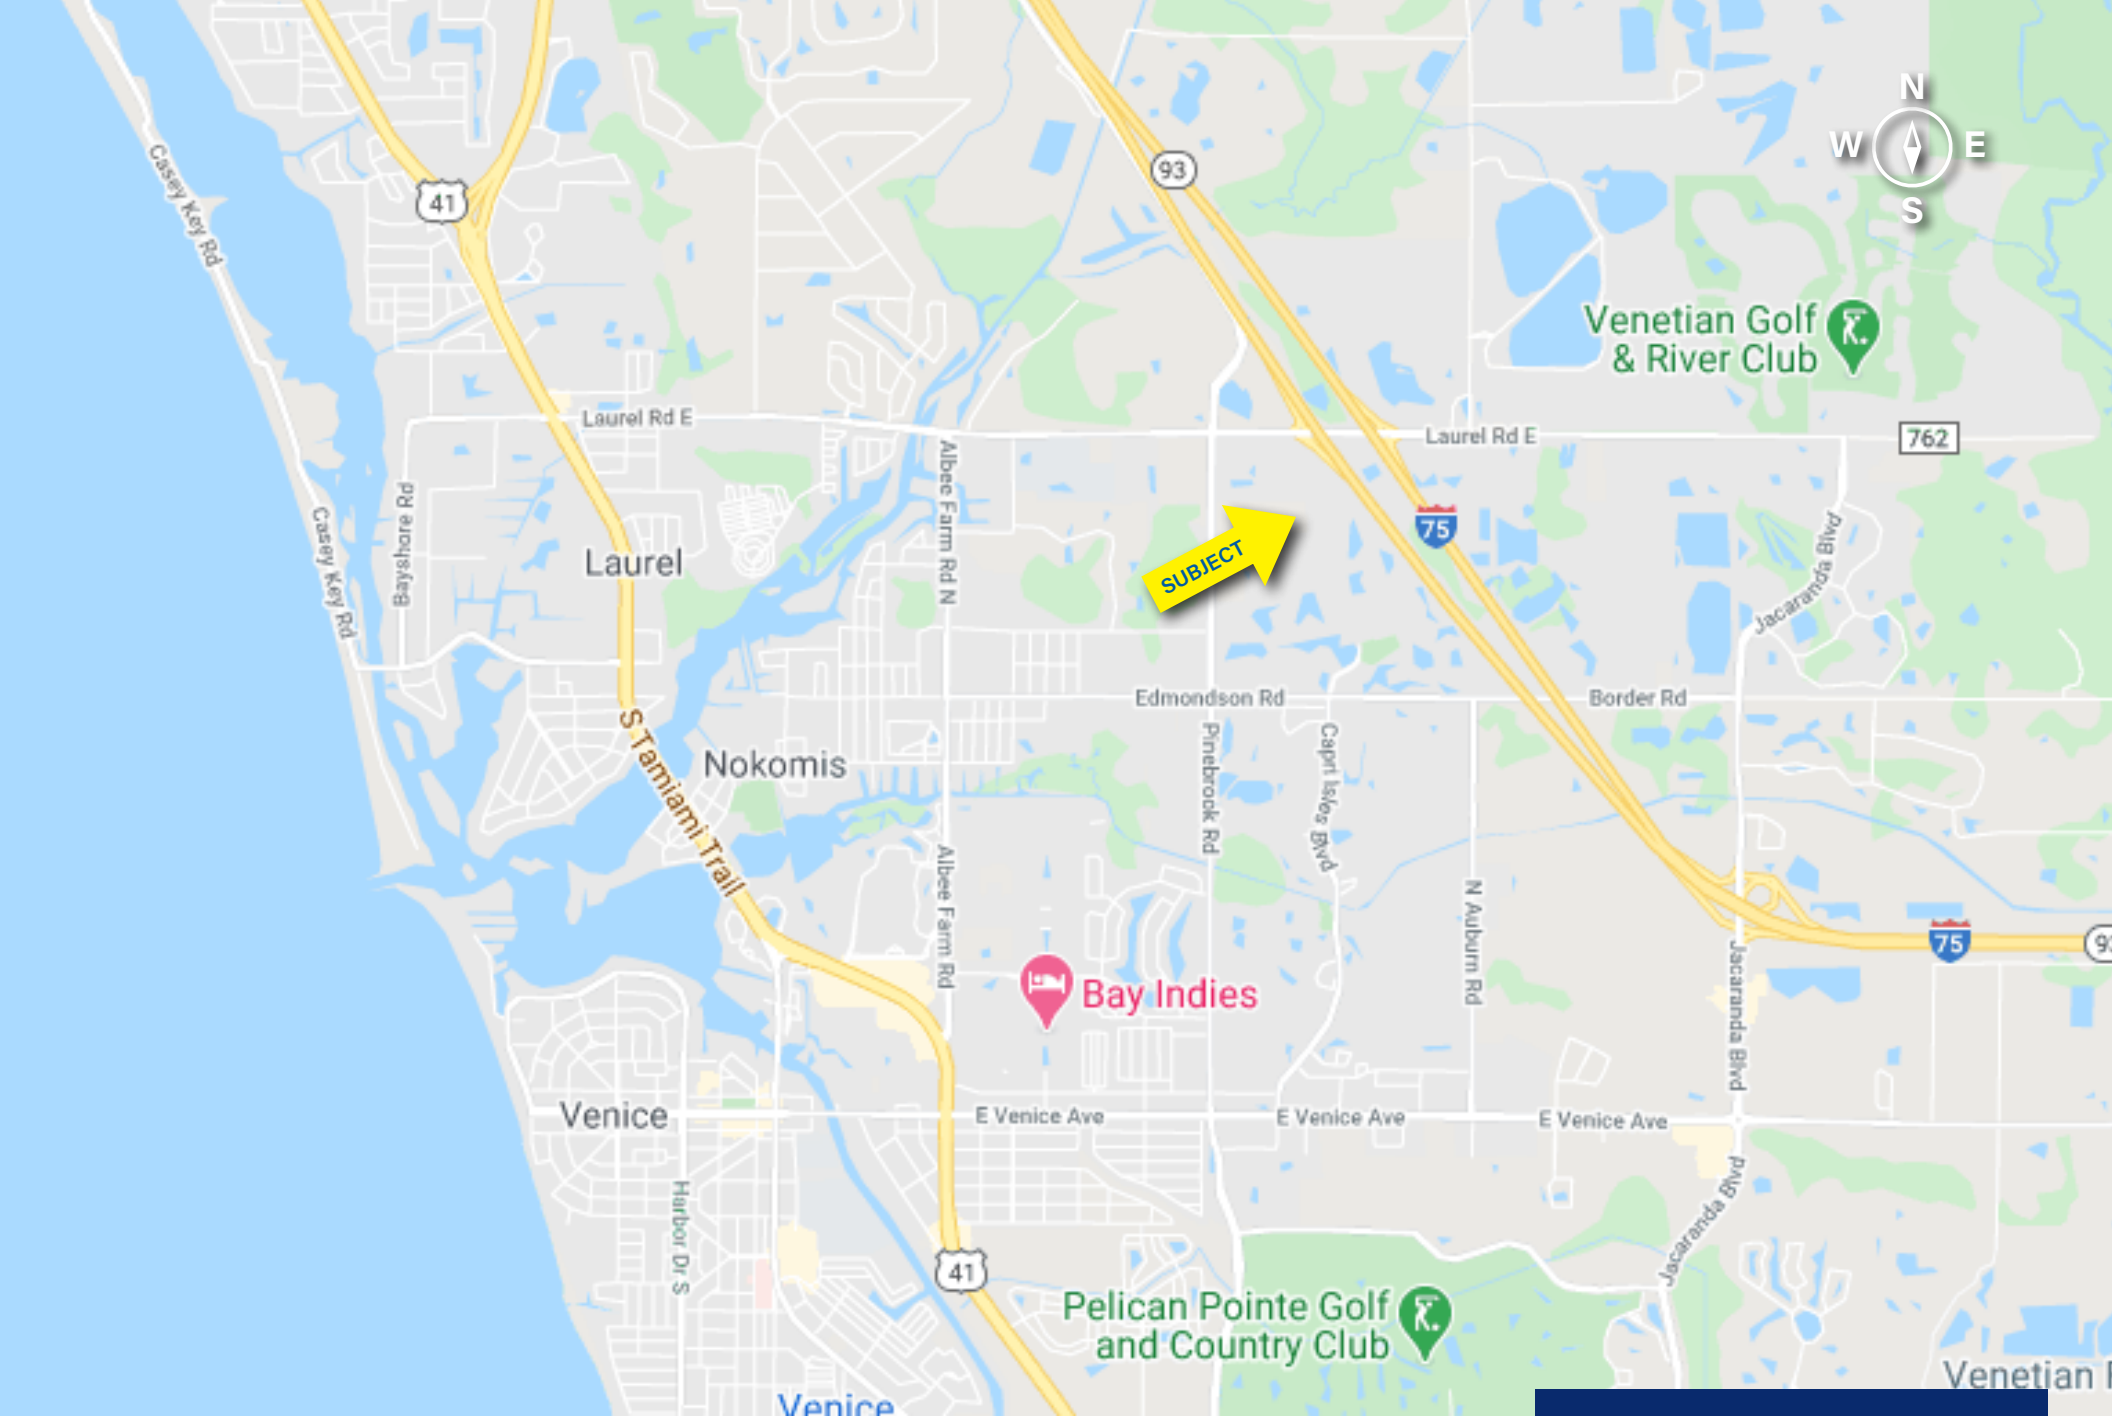 N
W E
S
Casey Key Rd
93
41
Venetian Golf
& River Club
Laurel Rd E
Laurel Rd E
762
Albee Farm Rd N
Bayshore Rd
Casey Key Rd
75
SUBJECT
Jacaranda Blvd
Laurel
Edmondson Rd
Border Rd
S Tamiami Trail
Nokomis
Pinebrook Rd
Capri Isles Blvd
Albee Farm Rd
N Auburn Rd
75
Jacaranda Blvd
Bay Indies
Venice
E Venice Ave
E Venice Ave
E Venice Ave
Harbor Dr S
Jacaranda Blvd
41
Pelican Pointe Golf
and Country Club
Venetian
Venice